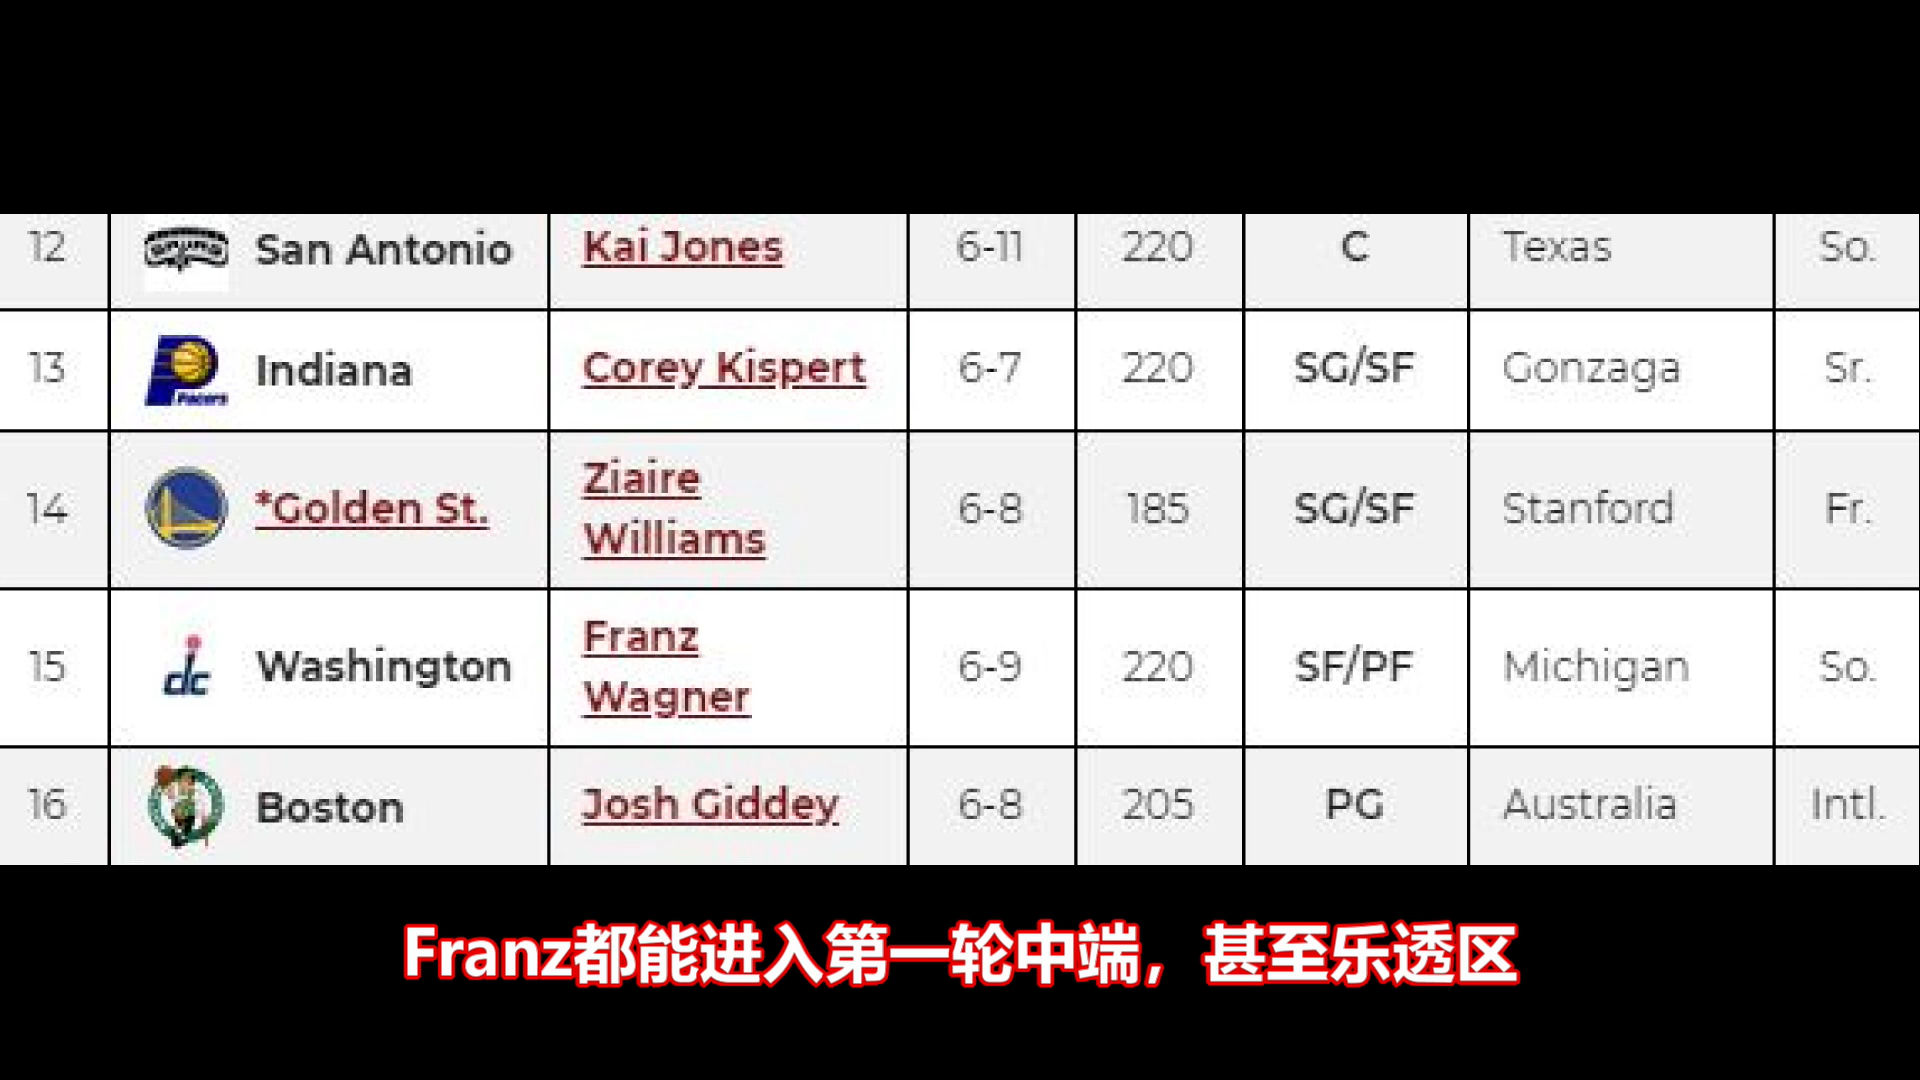 12 San Antonio Kai Jones 6-11 220 C Texas So.
13 Pacers Indiana Corey Kispert 6-7 220 SG/SF Gonzaga Sr.
14 *Golden St. Ziaire Williams 6-8 185 SG/SF Stanford Fr.
15 dc Washington Franz Wagner 6-9 220 SF/PF Michigan So.
16 Boston Josh Giddey 6-8 205 PG Australia Intl.
Franz都能进入第一轮中端，甚至乐透区